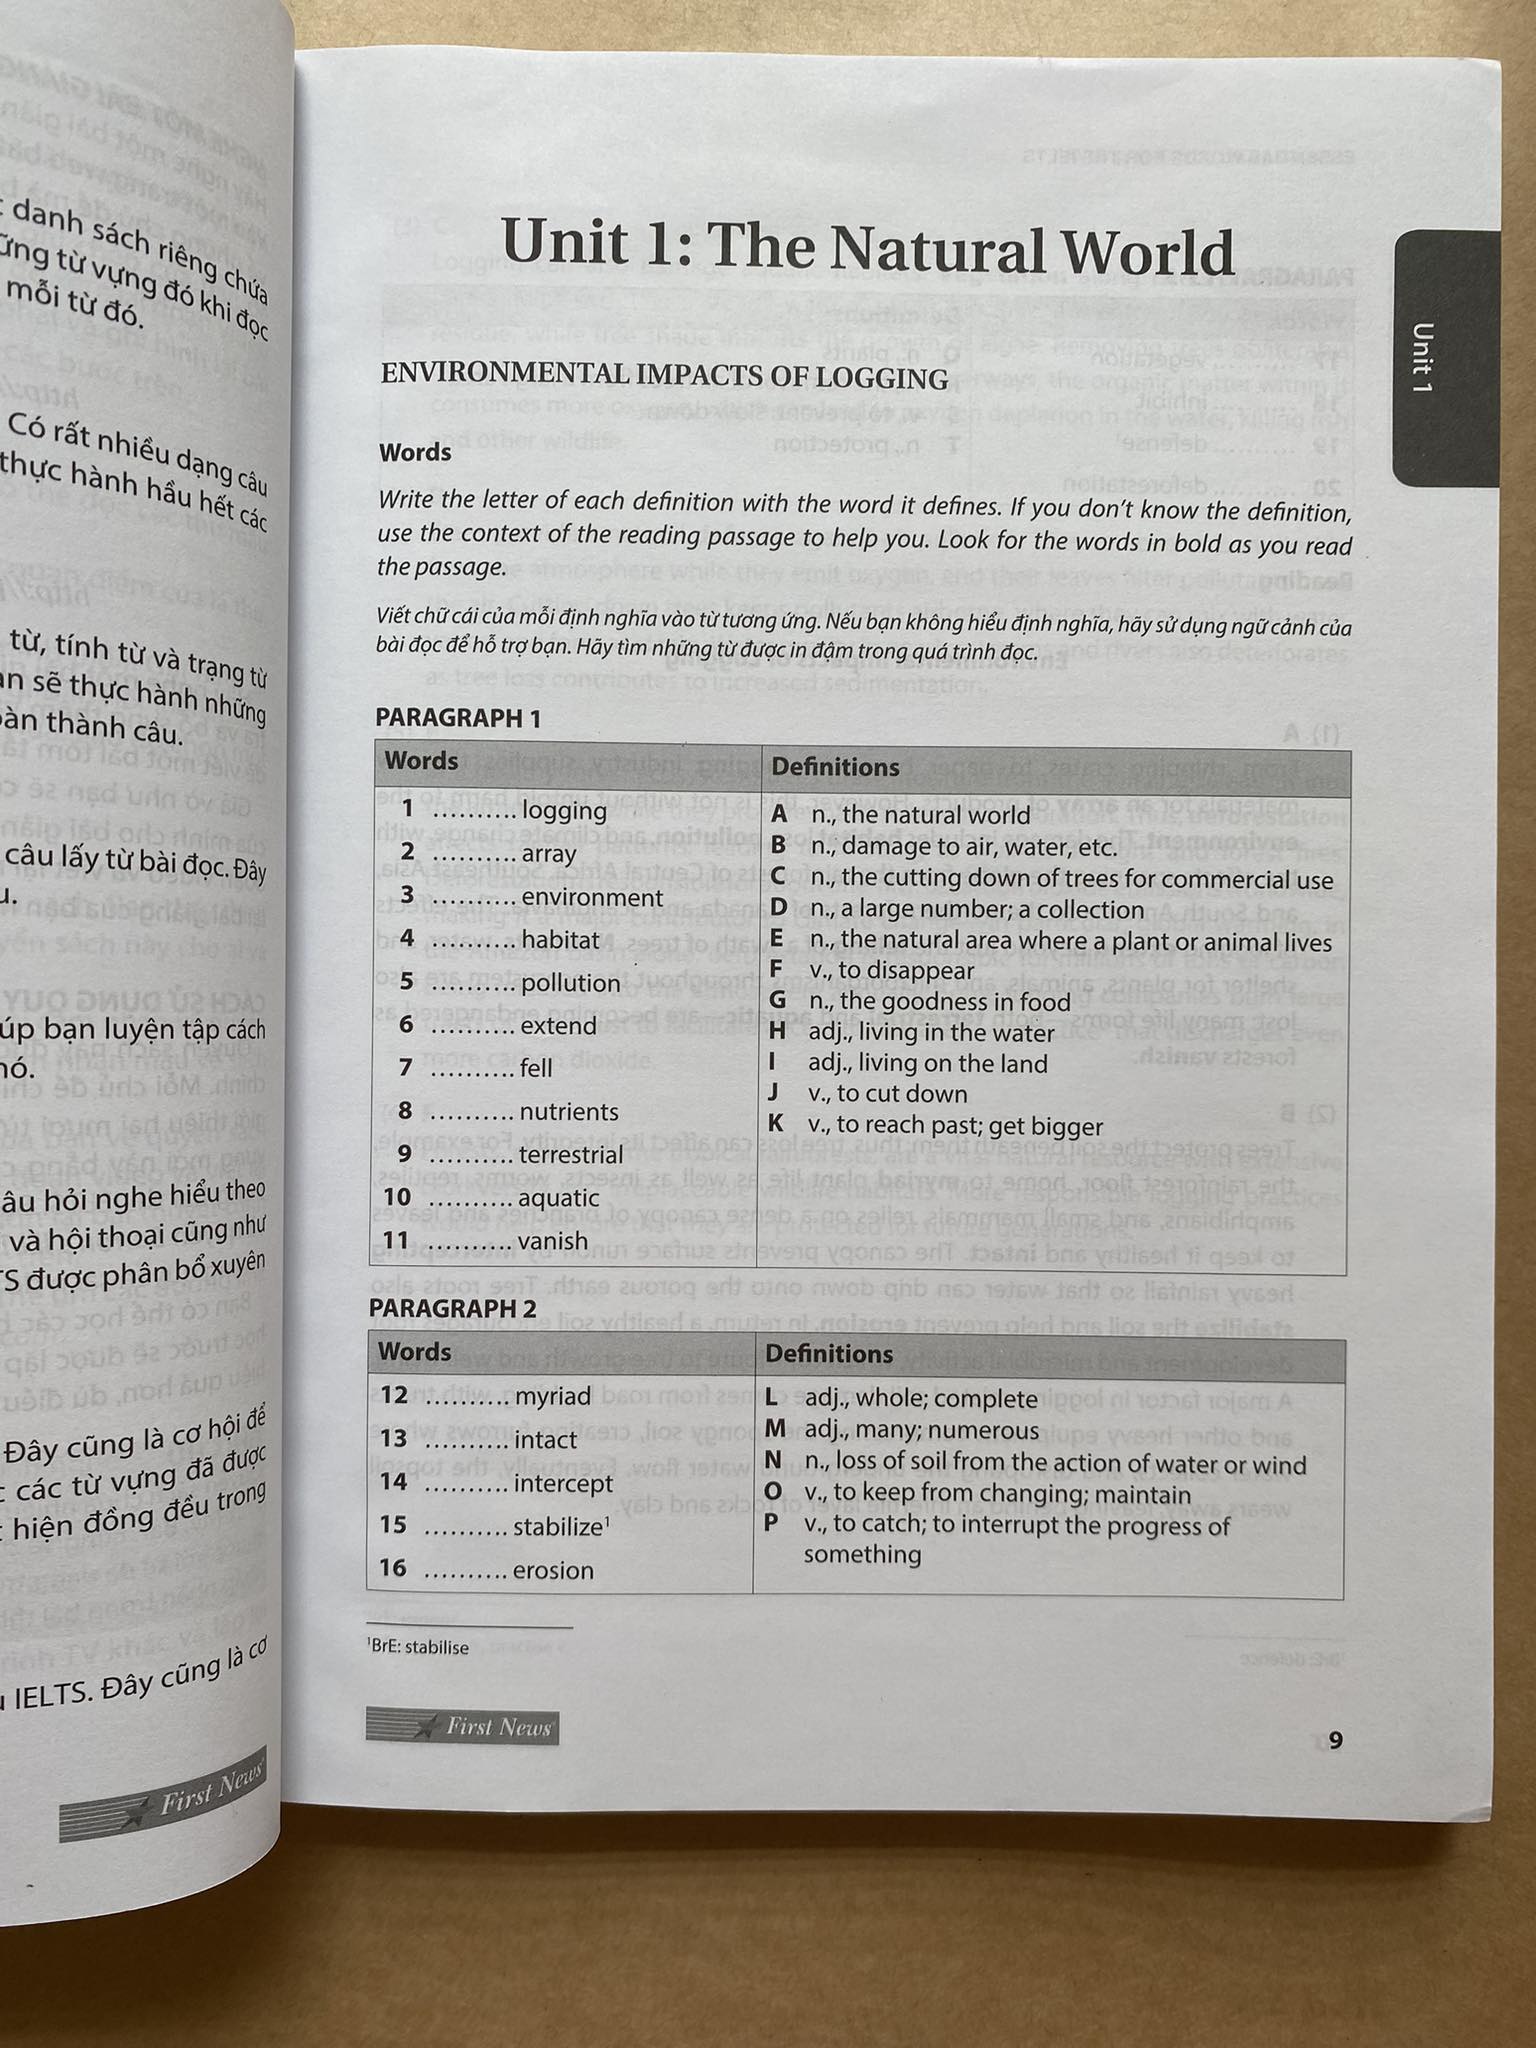 c danh sách riêng chứa
ững từ vựng đó khi đọc
mỗi từ đó.
Có rất nhiều dạng câu
thực hành hầu hết các
từ, tính từ và trạng từ
ạn sẽ thực hành những
oàn thành câu.
câu lấy từ bài đọc. Đây
u.
úp bạn luyện tập cách
nó.
âu hỏi nghe hiểu theo
và hội thoại cũng như
TS được phân bổ xuyên
Đây cũng là cơ hội để
t các từ vựng đã được
t hiện đồng đều trong
u IELTS. Đây cũng là cơ
First News
Unit 1: The Natural World
Unit 1
ENVIRONMENTAL IMPACTS OF LOGGING
Words
Write the letter of each definition with the word it defines. If you don't know the definition,
use the context of the reading passage to help you. Look for the words in bold as you read
the passage.
Viết chữ cái của mỗi định nghĩa vào từ tương ứng. Nếu bạn không hiểu định nghĩa, hãy sử dụng ngữ cảnh của
bài đọc để hỗ trợ bạn. Hãy tìm những từ được in đậm trong quá trình đọc.
PARAGRAPH 1
Words
1 .......... logging
2 .......... array
3 .......... environment
4 .......... habitat
5 .......... pollution
6 .......... extend
7 .......... fell
8 .......... nutrients
9 .......... terrestrial
10 .......... aquatic
11 .......... vanish
Definitions
A n., the natural world
B n., damage to air, water, etc.
C n., the cutting down of trees for commercial use
D n., a large number; a collection
E n., the natural area where a plant or animal lives
F v., to disappear
G n., the goodness in food
H adj., living in the water
I adj., living on the land
J v., to cut down
K v., to reach past; get bigger
PARAGRAPH 2
Words
12 .......... myriad
13 .......... intact
14 .......... intercept
15 .......... stabilize¹
16 .......... erosion
Definitions
L adj., whole; complete
M adj., many; numerous
N n., loss of soil from the action of water or wind
O v., to keep from changing; maintain
P v., to catch; to interrupt the progress of
something
¹BrE: stabilise
First News
9